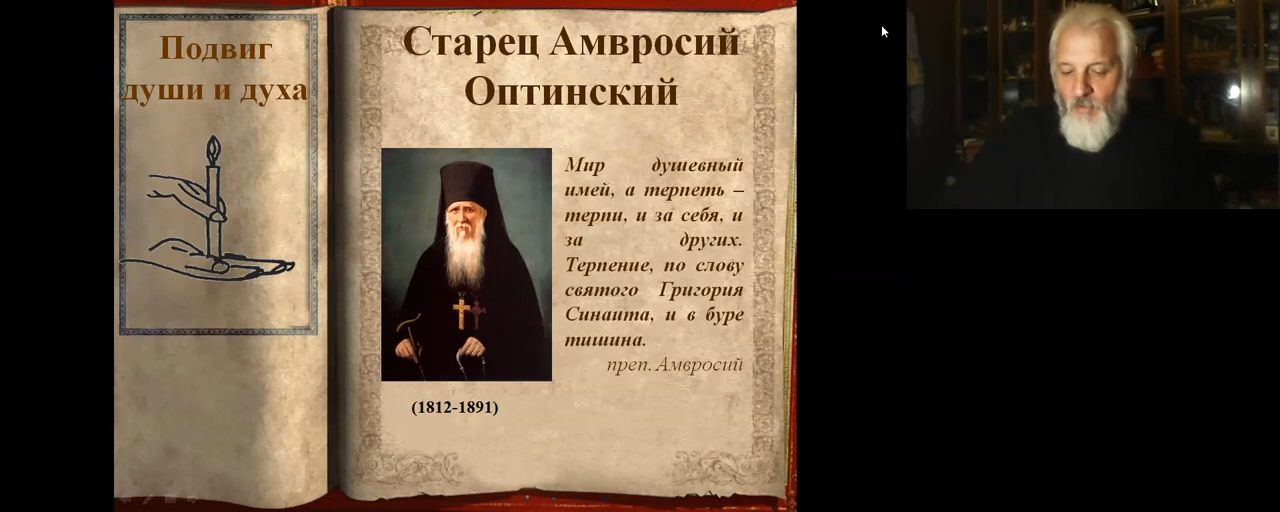 Подвиг
души и духа
Старец Амвросий
Оптинский
Мир душевный
имей, а терпеть –
терпи, и за себя, и
за других.
Терпение, по слову
святого Григория
Синаита, и в буре
тишина.
преп. Амвросий
(1812-1891)